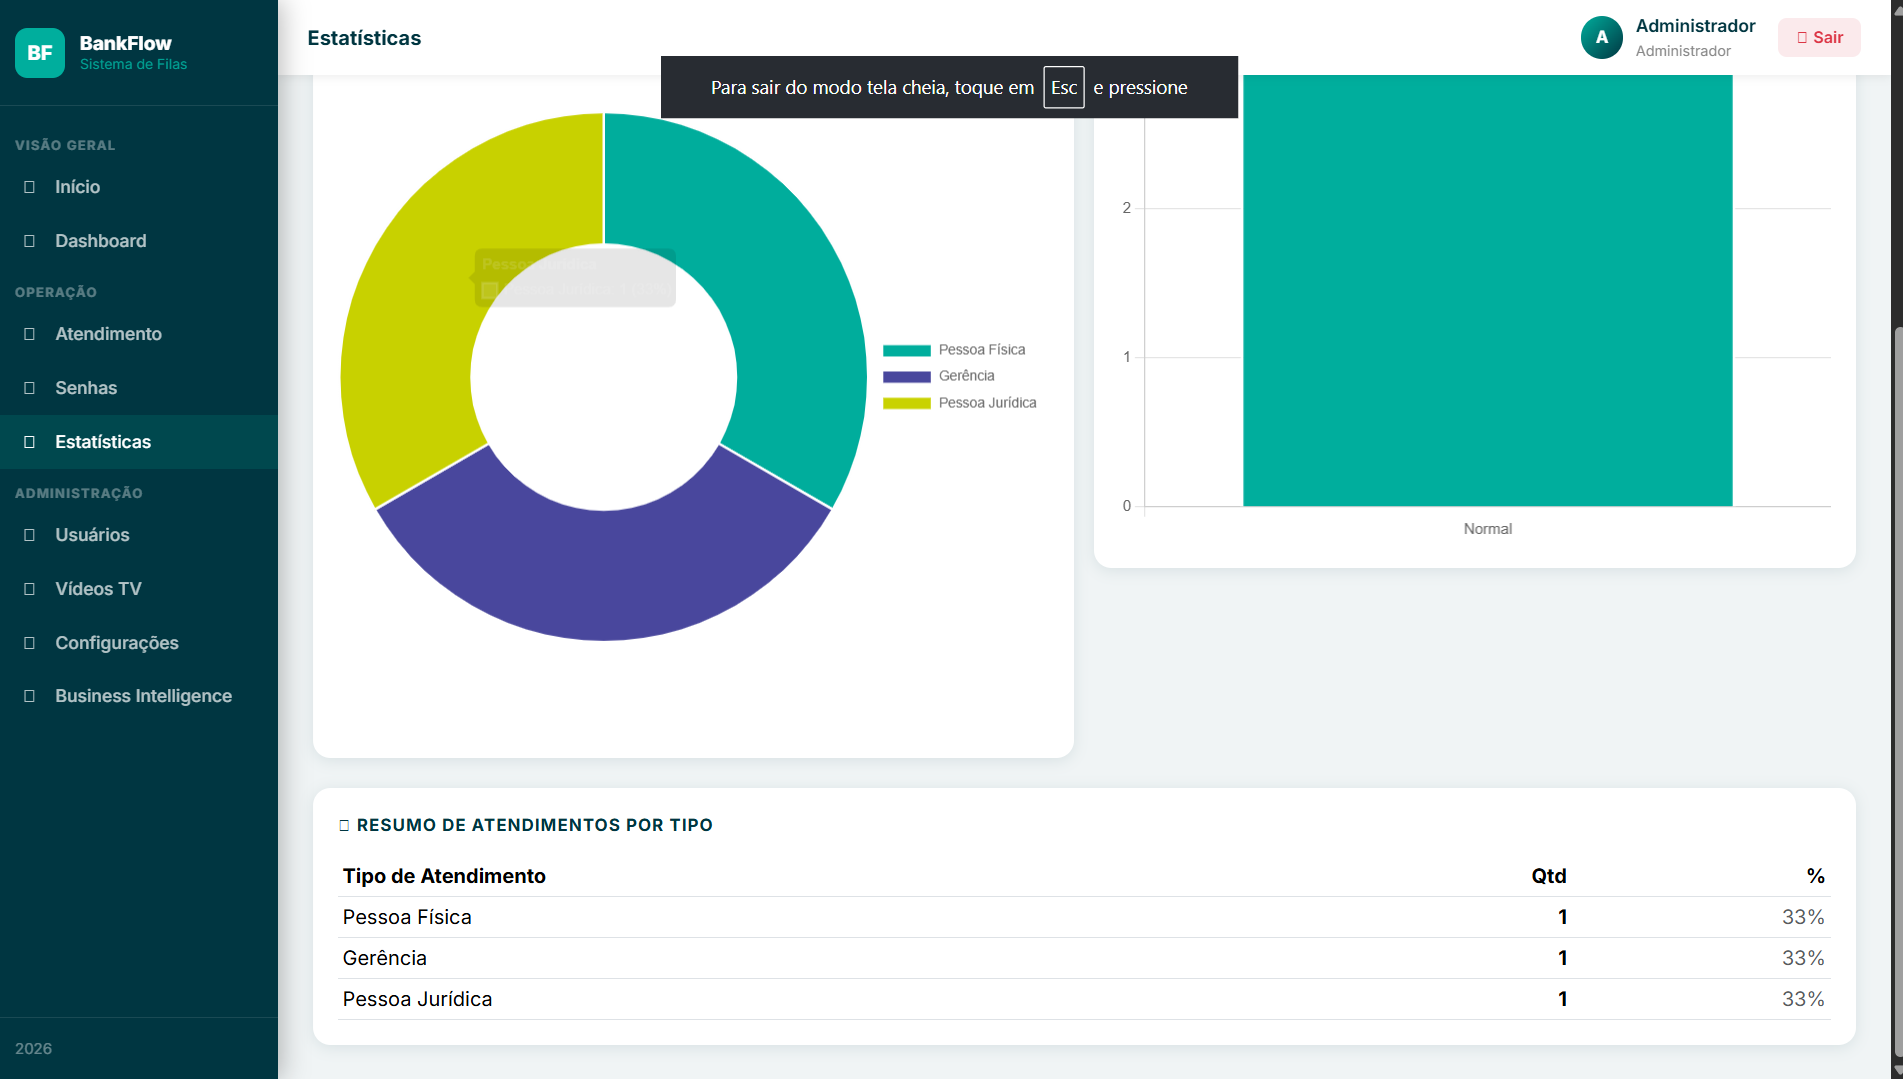 BF
BankFlow
Sistema de Filas
VISÃO GERAL
Início
Dashboard
OPERAÇÃO
Atendimento
Senhas
Estatísticas
ADMINISTRAÇÃO
Usuários
Vídeos TV
Configurações
Business Intelligence
2026
Estatísticas
Para sair do modo tela cheia, toque em Esc e pressione
A
Administrador
Administrador
Sair
Pessoa Física
Gerência
Pessoa Jurídica
2
1
0
Normal
RESUMO DE ATENDIMENTOS POR TIPO
Tipo de Atendimento Qtd %
Pessoa Física 1 33%
Gerência 1 33%
Pessoa Jurídica 1 33%